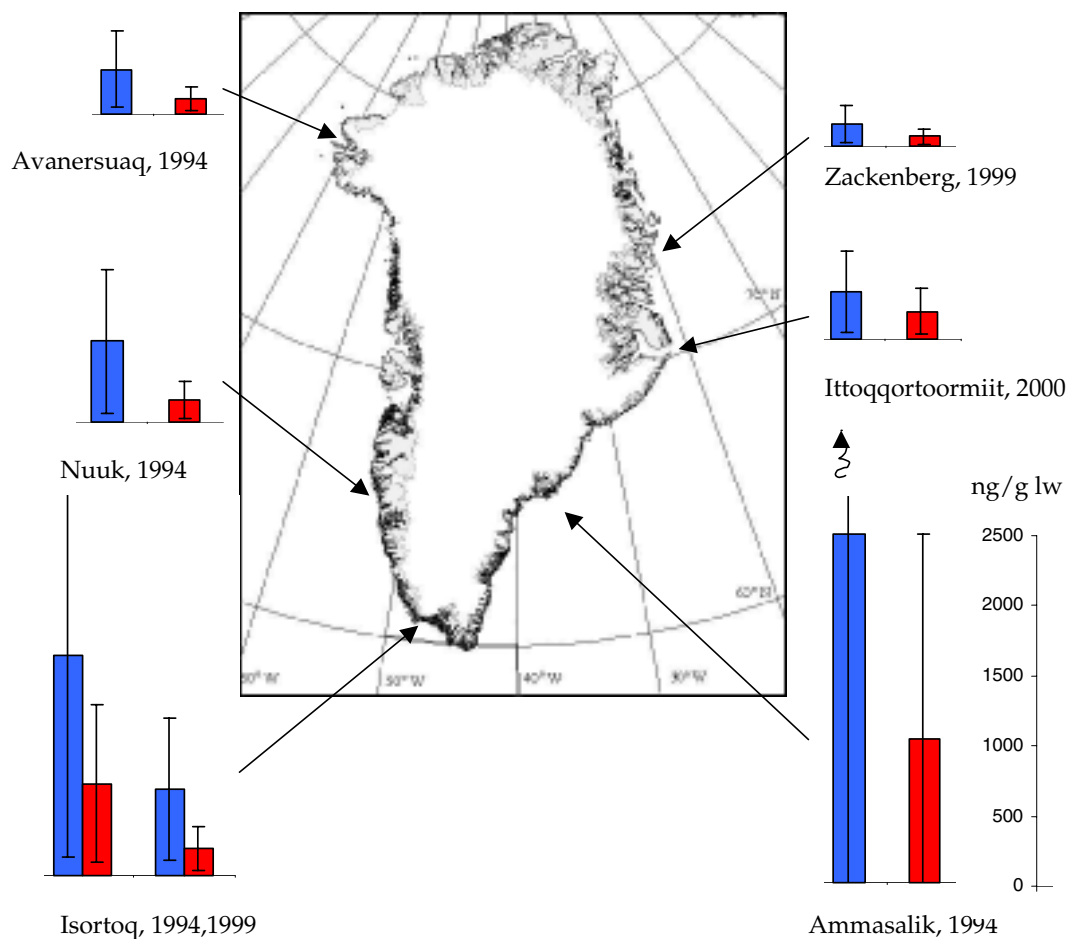 Avanersuaq, 1994
Zackenberg, 1999
70° W
Ittoqqortoormiit, 2000
Nuuk, 1994
ng/g lw
2500
2000
1500
1000
500
0
60° W
50° W
40° W
30° W
Isortoq, 1994,1999
Ammasalik, 1994